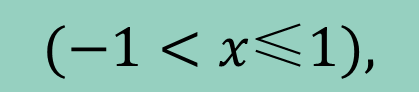 (−1 < x⩽1),